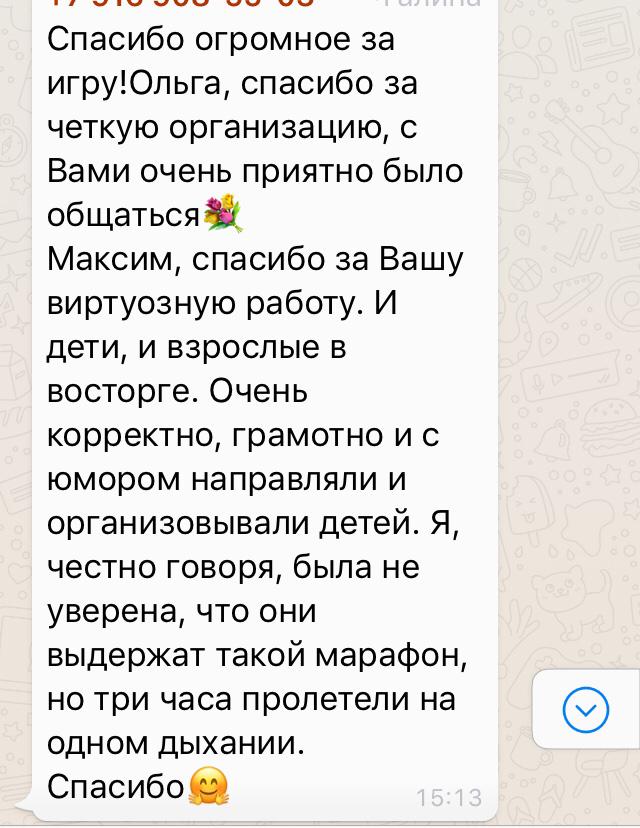 Галина
Спасибо огромное за
игру!Ольга, спасибо за
четкую организацию, с
Вами очень приятно было
общаться💐
Максим, спасибо за Вашу
виртуозную работу. И
дети, и взрослые в
восторге. Очень
корректно, грамотно и с
юмором направляли и
организовывали детей. Я,
честно говоря, была не
уверена, что они
выдержат такой марафон,
но три часа пролетели на
одном дыхании.
Спасибо🤗
15:13